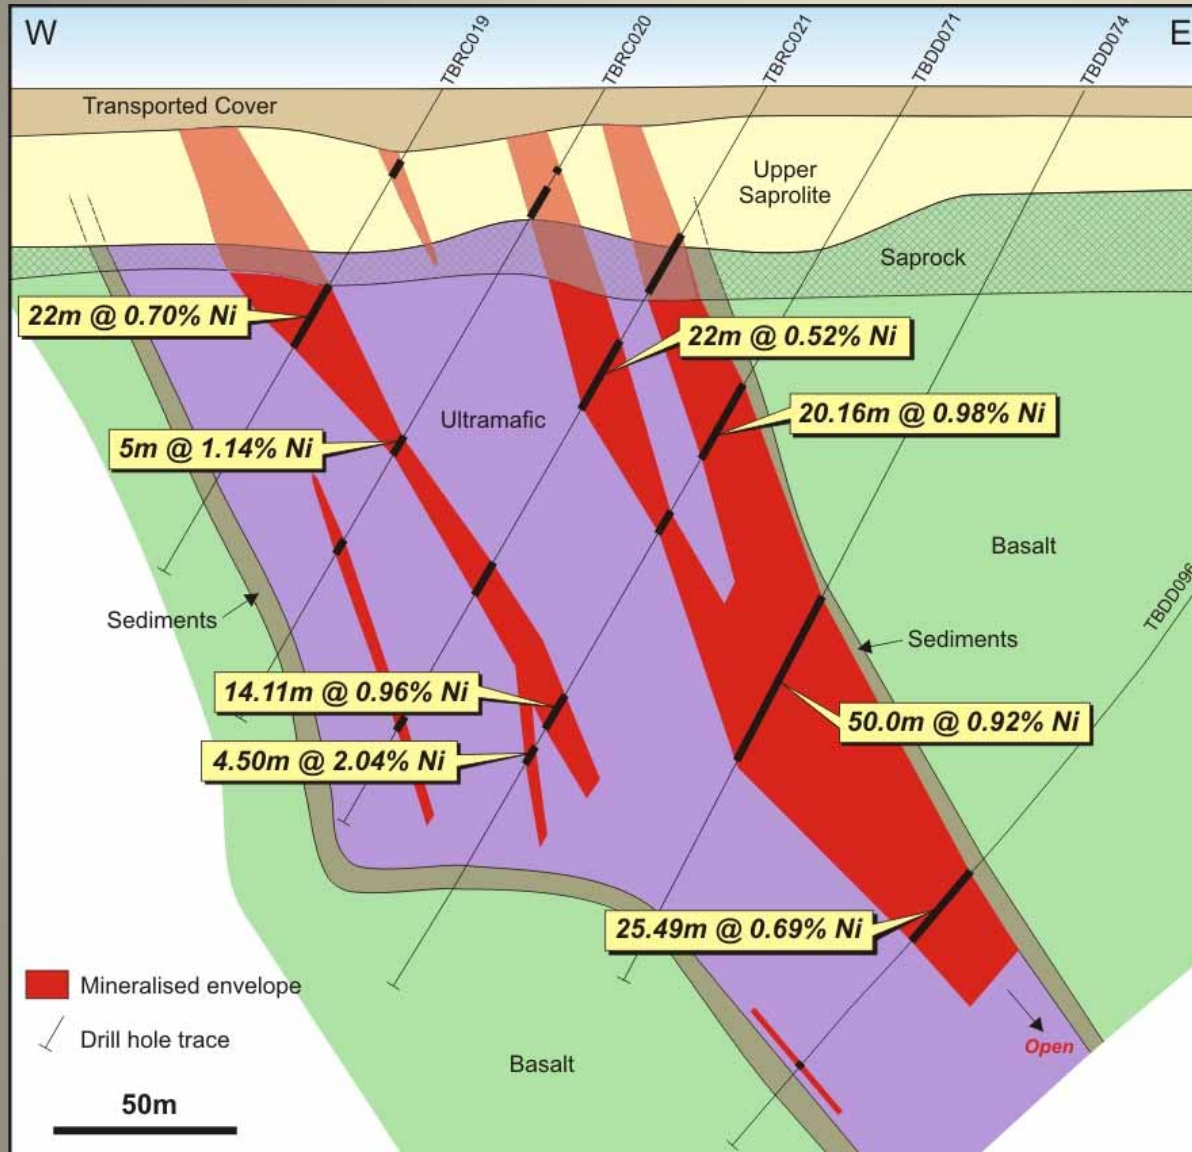 W
E
TBRC019
TBRC020
TBRC021
TBDD071
TBDD074
Transported Cover
Upper
Saprolite
Saprock
22m @ 0.70% Ni
22m @ 0.52% Ni
20.16m @ 0.98% Ni
Ultramafic
5m @ 1.14% Ni
Basalt
TBDD096
Sediments
Sediments
14.11m @ 0.96% Ni
50.0m @ 0.92% Ni
4.50m @ 2.04% Ni
25.49m @ 0.69% Ni
Mineralised envelope
Drill hole trace
Open
Basalt
50m